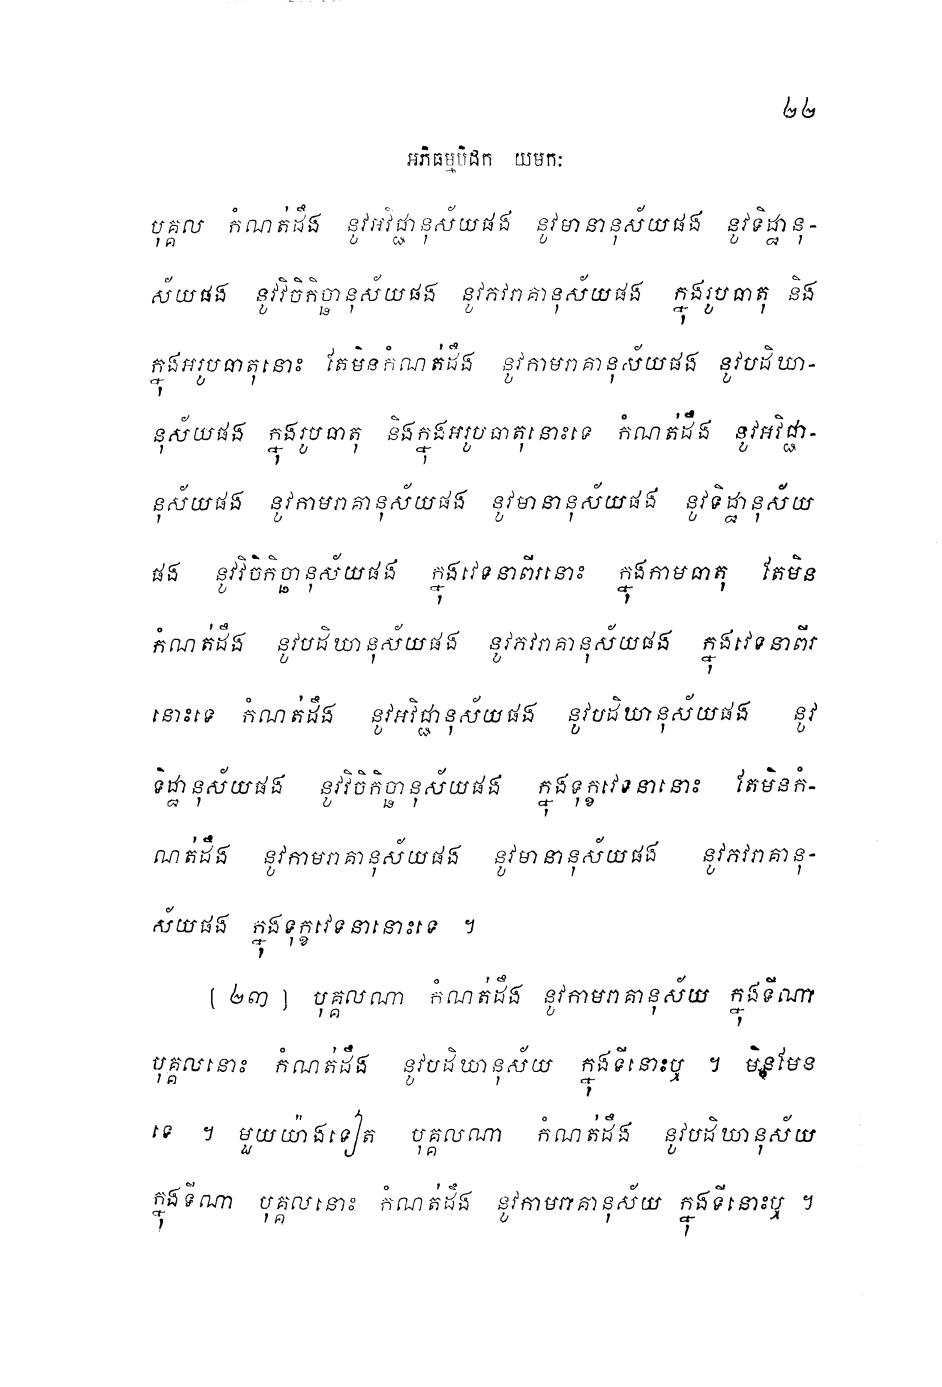 ២២
អភិធម្មបិដក យមកៈ
បុគ្គល កំណត់ដឹង នូវអវិជ្ជានុស័យផង នូវមានានុស័យផង នូវទិដ្ឋានុ-
ស័យផង នូវវិចិកិច្ឆានុស័យផង នូវភវរាគានុស័យផង ក្នុងរូបធាតុ និង
ក្នុងអរូបធាតុនោះ តែមិនកំណត់ដឹង នូវកាមរាគានុស័យផង នូវបដិឃា-
នុស័យផង ក្នុងរូបធាតុ និងក្នុងអរូបធាតុនោះទេ កំណត់ដឹង នូវអវិជ្ជា-
នុស័យផង នូវកាមរាគានុស័យផង នូវមានានុស័យផង នូវទិដ្ឋានុស័យ
ផង នូវវិចិកិច្ឆានុស័យផង ក្នុងវេទនាពីរនោះ ក្នុងកាមធាតុ តែមិន
កំណត់ដឹង នូវបដិឃានុស័យផង នូវភវរាគានុស័យផង ក្នុងវេទនាពីរ
នោះទេ កំណត់ដឹង នូវអវិជ្ជានុស័យផង នូវបដិឃានុស័យផង នូវ
ទិដ្ឋានុស័យផង នូវវិចិកិច្ឆានុស័យផង ក្នុងទុក្ខវេទនានោះ តែមិនកំ-
ណត់ដឹង នូវកាមរាគានុស័យផង នូវមានានុស័យផង នូវភវរាគានុ-
ស័យផង ក្នុងទុក្ខវេទនានោះទេ ។
[ ២៣ ] បុគ្គលណា កំណត់ដឹង នូវកាមរាគានុស័យ ក្នុងទីណា
បុគ្គលនោះ កំណត់ដឹង នូវបដិឃានុស័យ ក្នុងទីនោះឬ ។ មិនមែន
ទេ ។ មួយយ៉ាងទៀត បុគ្គលណា កំណត់ដឹង នូវបដិឃានុស័យ
ក្នុងទីណា បុគ្គលនោះ កំណត់ដឹង នូវកាមរាគានុស័យ ក្នុងទីនោះឬ ។